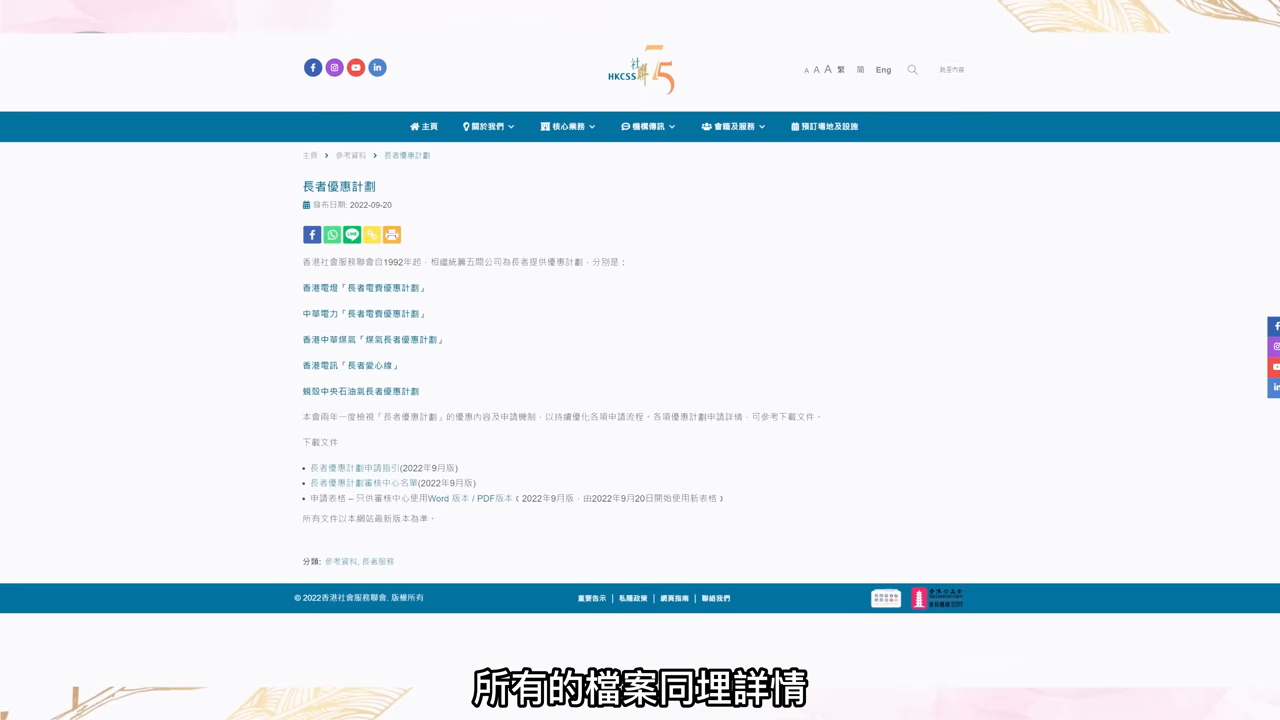 HKCSS 社聯 75
A A A 繁 简 Eng 跳至內容
主頁 關於我們 核心業務 機構傳訊 會籍及服務 預訂場地及設施
主頁 > 參考資料 > 長者優惠計劃
長者優惠計劃
發布日期: 2022-09-20
香港社會服務聯會自1992年起，相繼統籌五間公司為長者提供優惠計劃，分別是：
香港電燈「長者電費優惠計劃」
中華電力「長者電費優惠計劃」
香港中華煤氣「煤氣長者優惠計劃」
香港電訊「長者愛心線」
蜆殼中央石油氣長者優惠計劃
本會兩年一度檢視「長者優惠計劃」的優惠內容及申請機制，以持續優化各項申請流程。各項優惠計劃申請詳情，可參考下載文件。
下載文件
• 長者優惠計劃申請指引(2022年9月版)
• 長者優惠計劃審核中心名單(2022年9月版)
• 申請表格 – 只供審核中心使用Word 版本 / PDF版本﹝2022年9月版，由2022年9月20日開始使用新表格﹞
所有文件以本網站最新版本為準。
分類: 參考資料, 長者服務
© 2022香港社會服務聯會. 版權所有
重要告示 | 私隱政策 | 網頁指南 | 聯絡我們
香港公益金
會員機構
所有的檔案同埋詳情